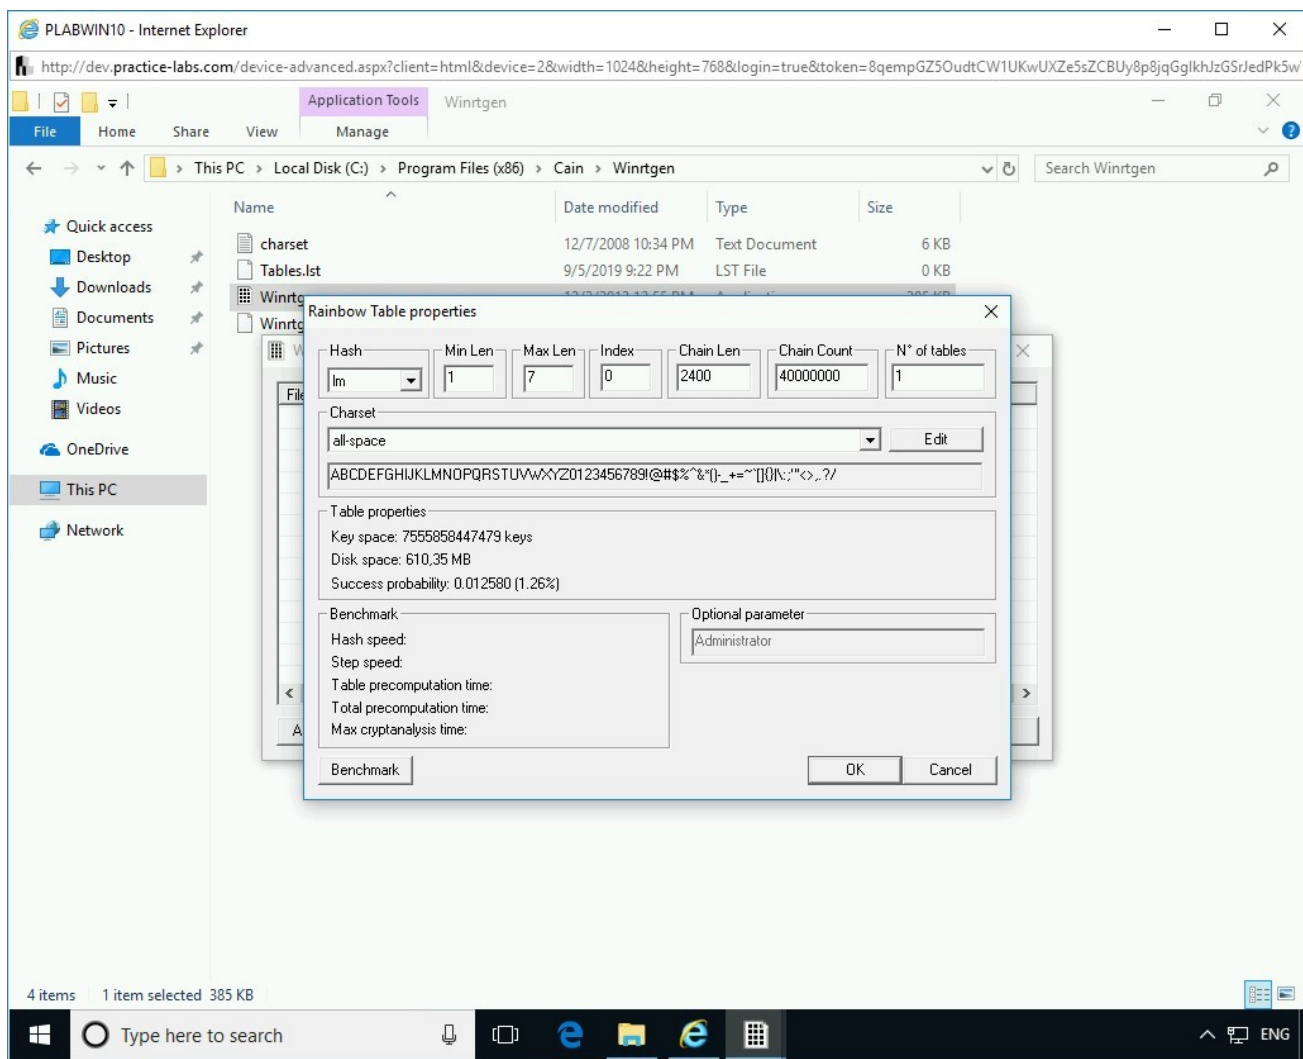 PLABWIN10 - Internet Explorer
http://dev.practice-labs.com/device-advanced.aspx?client=html&device=2&width=1024&height=768&login=true&token=8qempGZ5OudtCW1UKwUXZe5sZCBUy8p8jqGglkhJzGSrJedPk5w
Application Tools Winrtgen
File Home Share View Manage
This PC > Local Disk (C:) > Program Files (x86) > Cain > Winrtgen
Search Winrtgen
Name Date modified Type Size
Quick access
Desktop
Downloads
Documents
Pictures
Music
Videos
OneDrive
This PC
Network
charset 12/7/2008 10:34 PM Text Document 6 KB
Tables.lst 9/5/2019 9:22 PM LST File 0 KB
Winrtg
Winrtg
W
File
A
Rainbow Table properties
Hash Min Len Max Len Index Chain Len Chain Count N° of tables
lm 1 7 0 2400 40000000 1
Charset
all-space Edit
ABCDEFGHIJKLMNOPQRSTUVWXYZ0123456789!@#$%^&*()-_+=~`[]{}|\:;'"<>,.?/
Table properties
Key space: 7555858447479 keys
Disk space: 610,35 MB
Success probability: 0.012580 (1.26%)
Benchmark
Hash speed:
Step speed:
Table precomputation time:
Total precomputation time:
Max cryptanalysis time:
Optional parameter
Administrator
Benchmark OK Cancel
4 items 1 item selected 385 KB
Type here to search
ENG